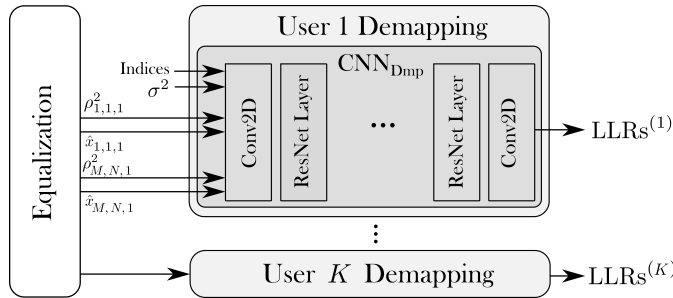 Equalization
User 1 Demapping
CNN_Dmp
Indices
σ²
ρ²_{1,1,1}
x̂_{1,1,1}
ρ²_{M,N,1}
x̂_{M,N,1}
Conv2D
ResNet Layer
...
ResNet Layer
Conv2D
LLRs^{(1)}
User K Demapping
LLRs^{(K)}